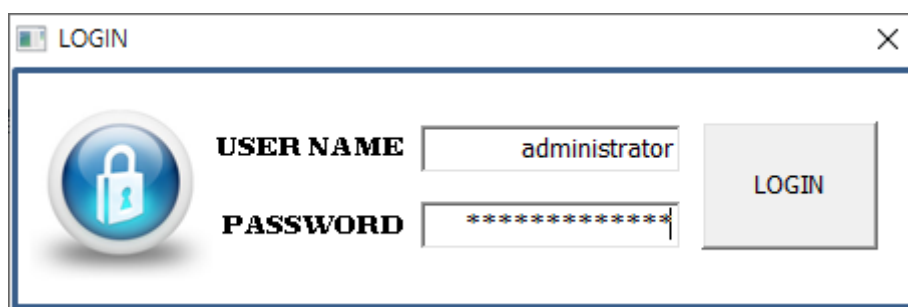 LOGIN
USER NAME administrator
PASSWORD *************
LOGIN